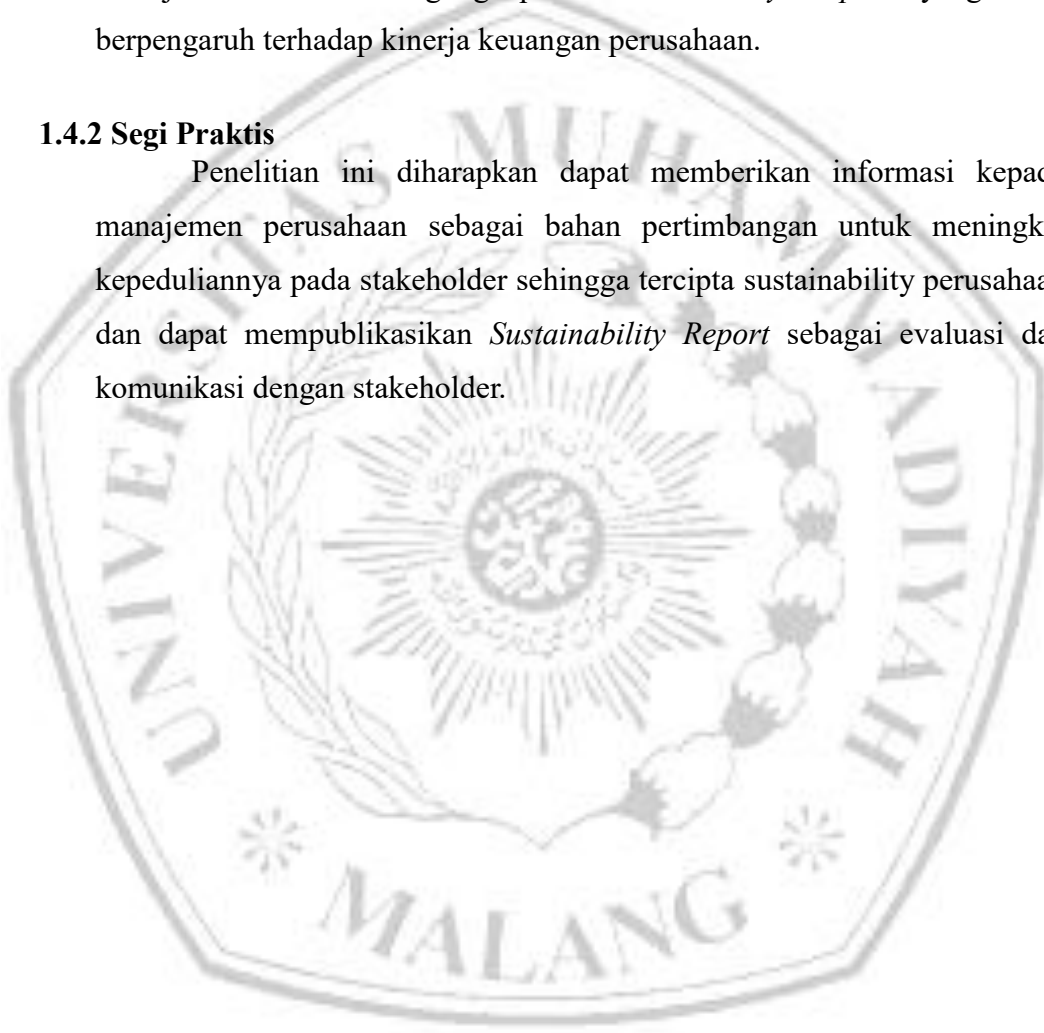 berpengaruh terhadap kinerja keuangan perusahaan.
1.4.2 Segi Praktis
Penelitian ini diharapkan dapat memberikan informasi kepad
manajemen perusahaan sebagai bahan pertimbangan untuk meningk
kepeduliannya pada stakeholder sehingga tercipta sustainability perusahaa
dan dapat mempublikasikan Sustainability Report sebagai evaluasi da
komunikasi dengan stakeholder.
UNIVERSITAS MUHAMMADIYAH
MALANG